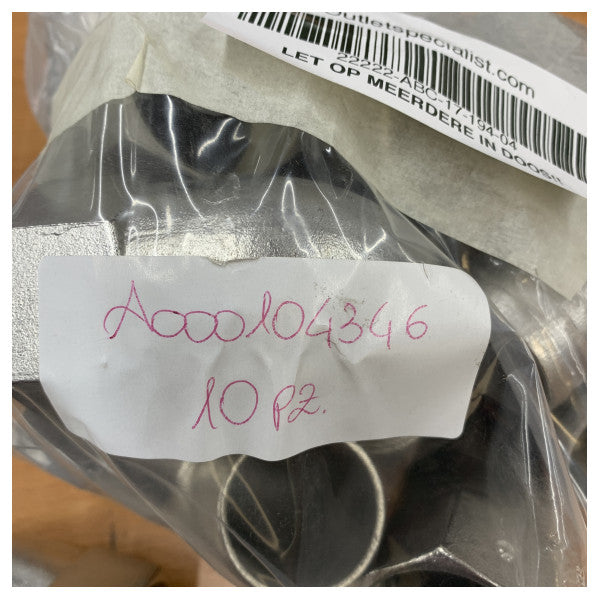 Outletspecialist.com
22222-ABC-17-194-04
LET OP MEERDERE IN DOOS!!
A000104346
10 pz.